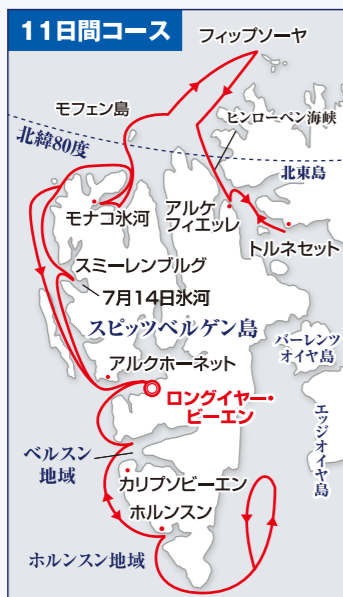 11日間コース
フィップソーヤ
モフェン島
ヒンローペン海峡
北緯80度
北東島
モナコ氷河
アルケ
フィエッレ
トルネセット
スミーレンブルグ
7月14日氷河
スピッツベルゲン島
バーレンツ
オイヤ島
アルクホーネット
ロングイヤー・
ビーエン
エッジオイヤ島
ベルスン
地域
カリプソビーエン
ホルンスン
ホルンスン地域